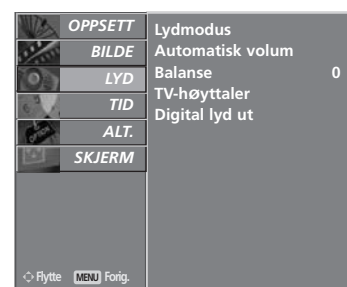 OPPSETT
BILDE
LYD
TID
ALT.
SKJERM
Lydmodus
Automatisk volum
Balanse 0
TV-høyttaler
Digital lyd ut
Flytte MENU Forig.